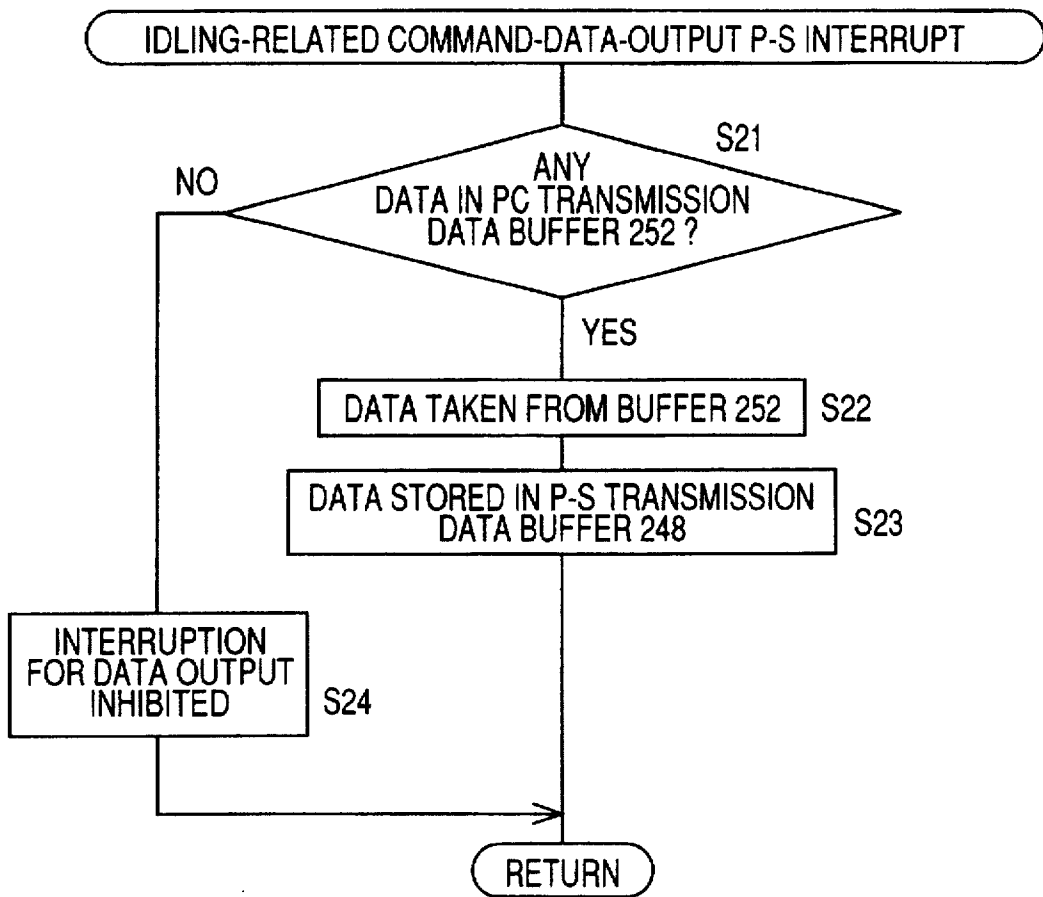 IDLING-RELATED COMMAND-DATA-OUTPUT P-S INTERRUPT
S21
ANY
DATA IN PC TRANSMISSION
DATA BUFFER 252 ?
NO
YES
DATA TAKEN FROM BUFFER 252
S22
DATA STORED IN P-S TRANSMISSION
DATA BUFFER 248
S23
INTERRUPTION
FOR DATA OUTPUT
INHIBITED
S24
RETURN